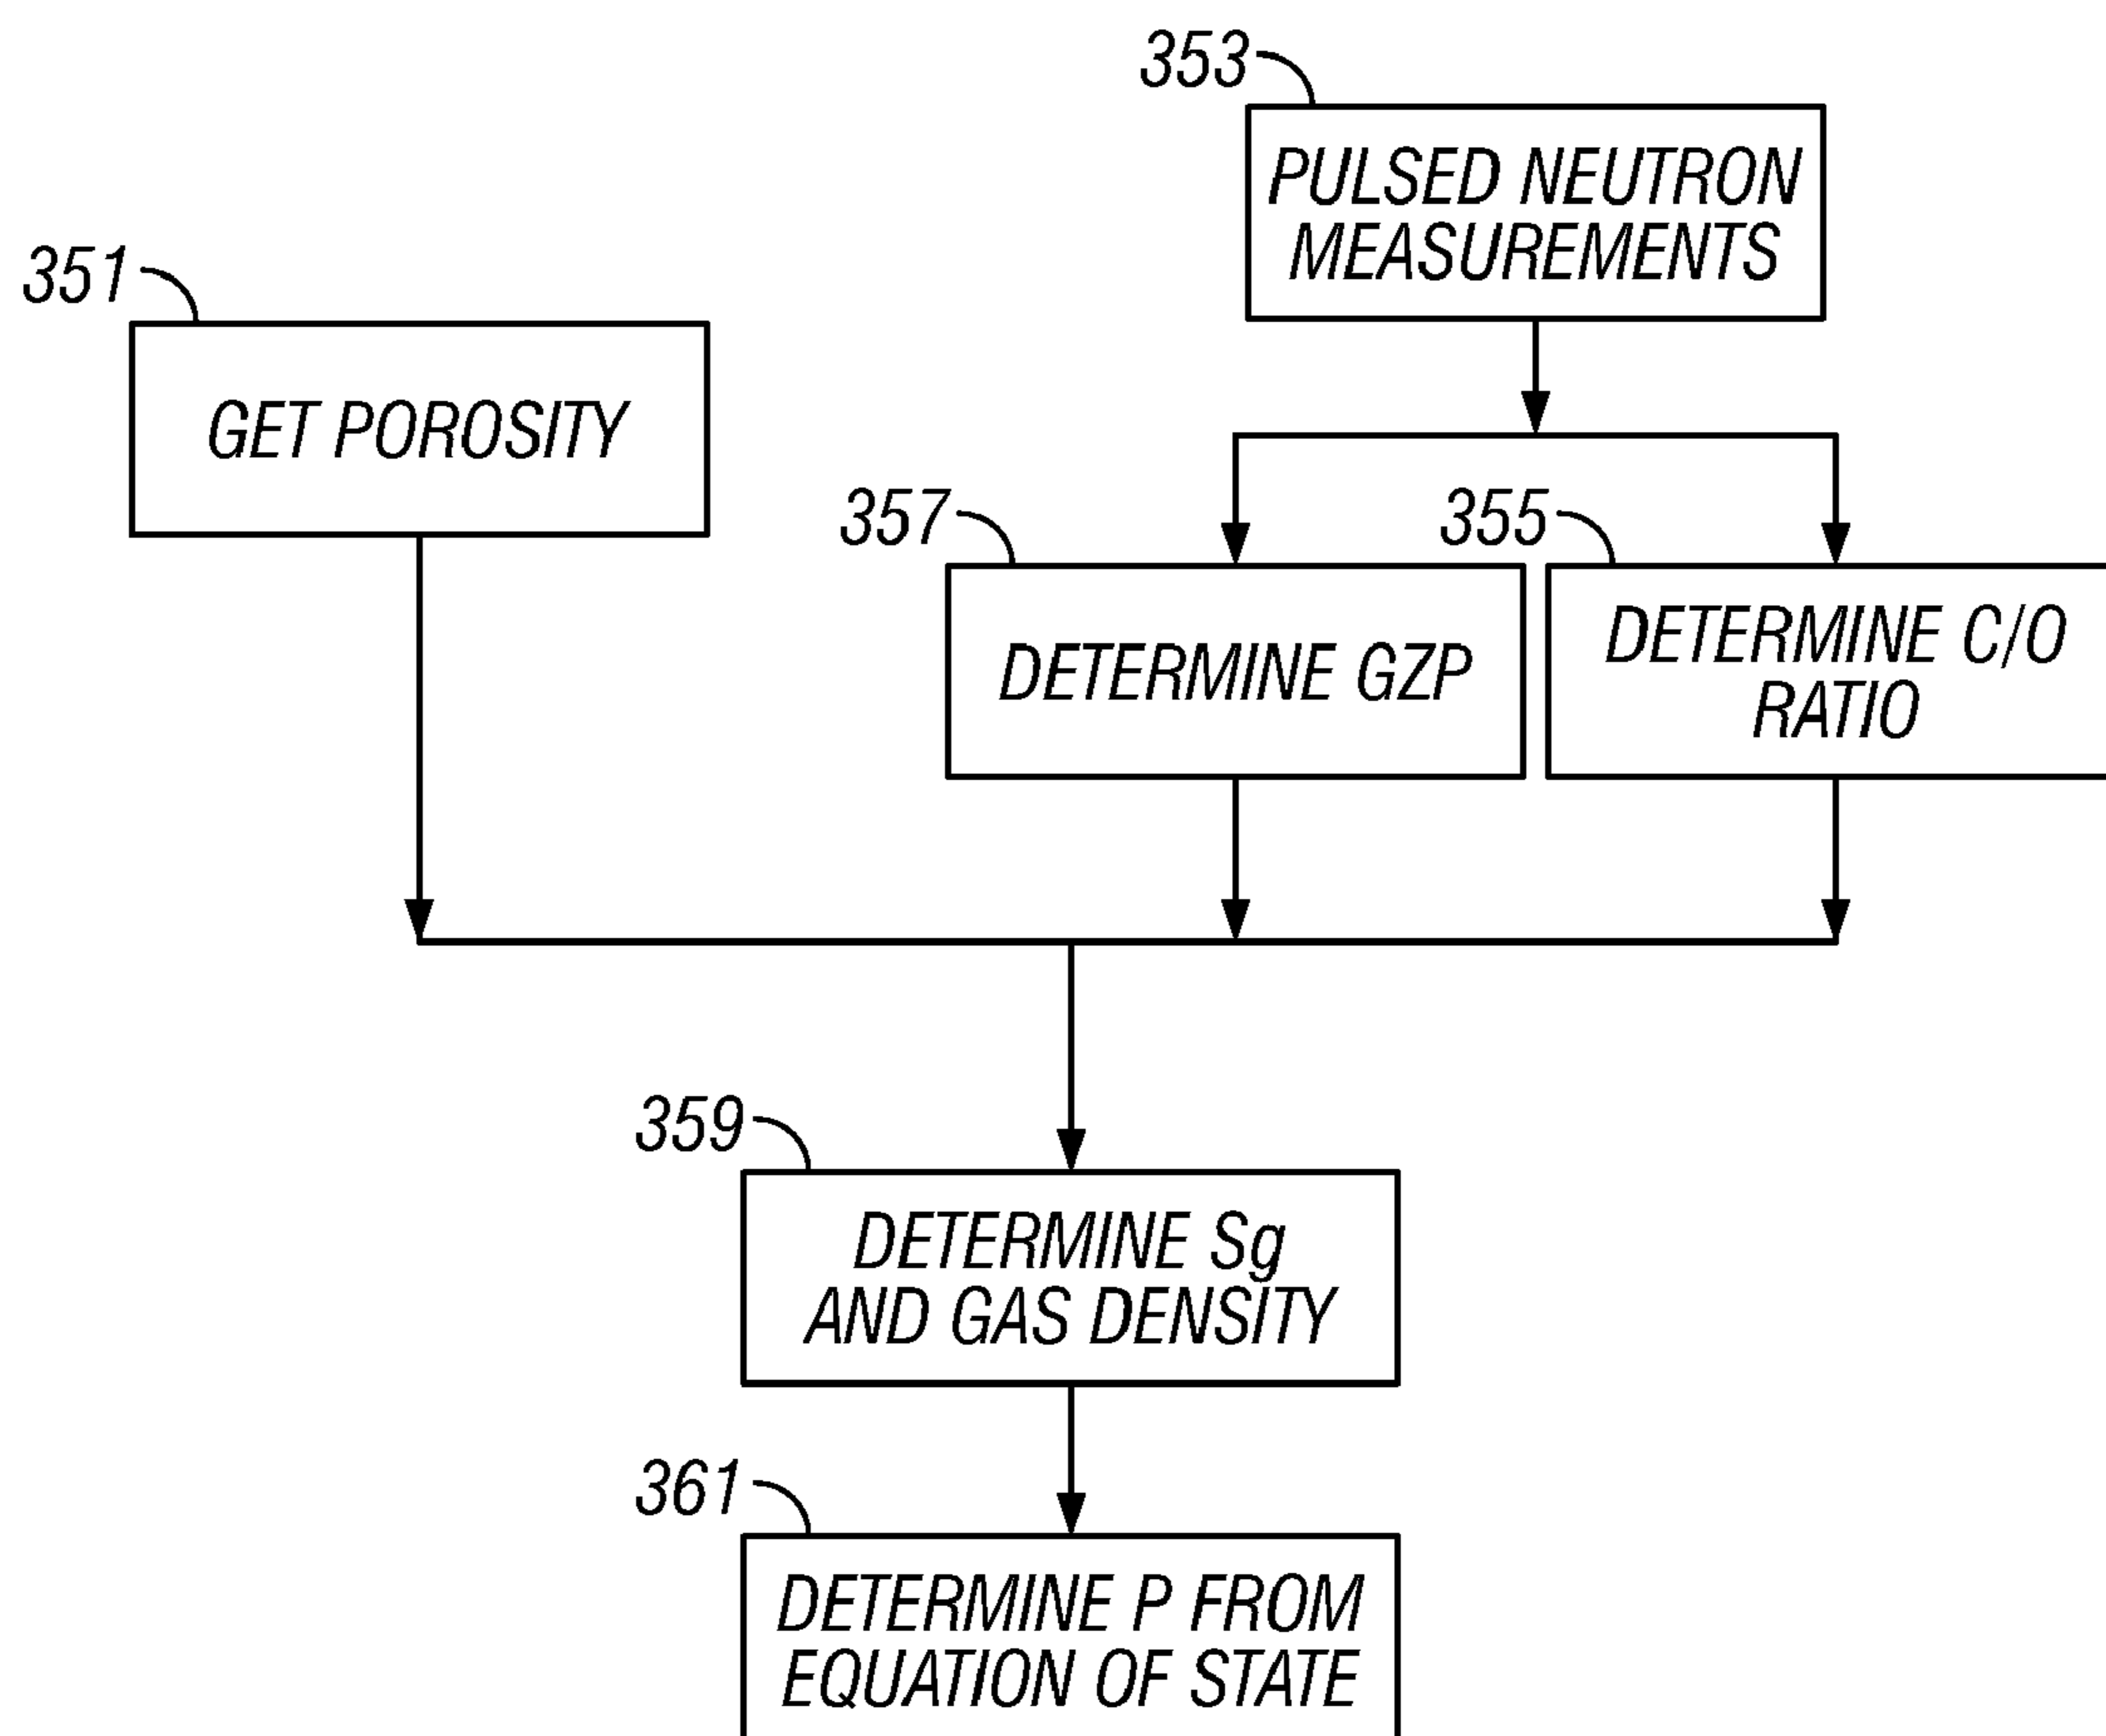 353
PULSED NEUTRON
MEASUREMENTS
351
GET POROSITY
357
DETERMINE GZP
355
DETERMINE C/O
RATIO
359
DETERMINE Sg
AND GAS DENSITY
361
DETERMINE P FROM
EQUATION OF STATE